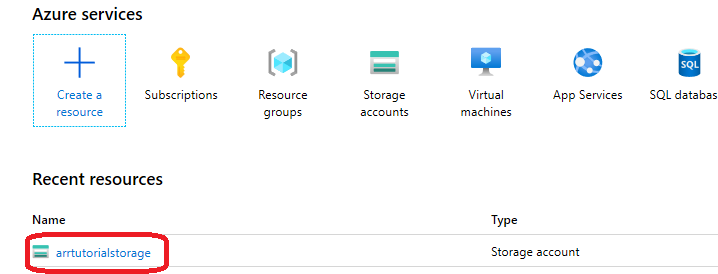 Azure services
Create a resource
Subscriptions
Resource groups
Storage accounts
Virtual machines
App Services
SQL
SQL databas
Recent resources
Name Type
arrtutorialstorage Storage account